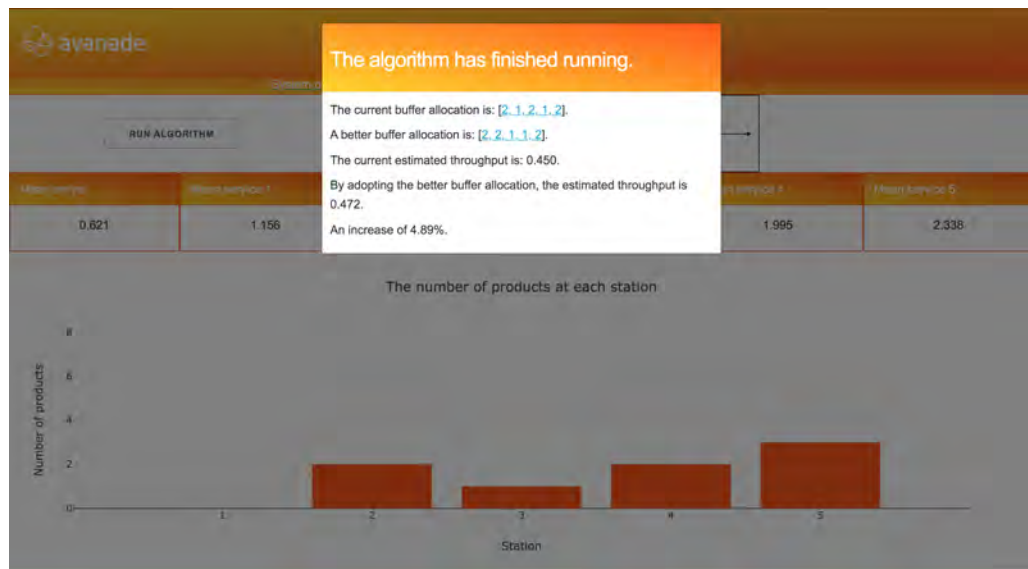 avanade
The algorithm has finished running.
The current buffer allocation is: [2, 1, 2, 1, 2].
A better buffer allocation is: [2, 2, 1, 1, 2].
The current estimated throughput is: 0.450.
By adopting the better buffer allocation, the estimated throughput is
0.472.
An increase of 4.89%.
RUN ALGORITHM
Mean service 1
Mean service 5
0.621
1.156
1.995
2.338
The number of products at each station
Number of products
8
6
4
2
0
1
2
3
4
5
Station